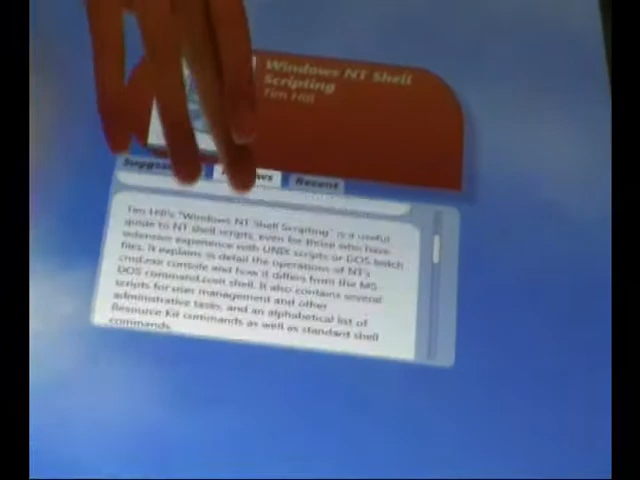 Windows NT Shell
Scripting
Tim Hill
Recent
Tim Hill's "Windows NT Shell Scripting" is a useful
guide to NT shell scripts, even for those who have
extensive experience with UNIX scripts or DOS batch
files. It explains in detail the operations of NT's
cmd.exe console and how it differs from the MS
DOS command.com shell. It also contains several
scripts for user management and other
administrative tasks, and an alphabetical list of
Resource Kit commands as well as standard shell
commands.